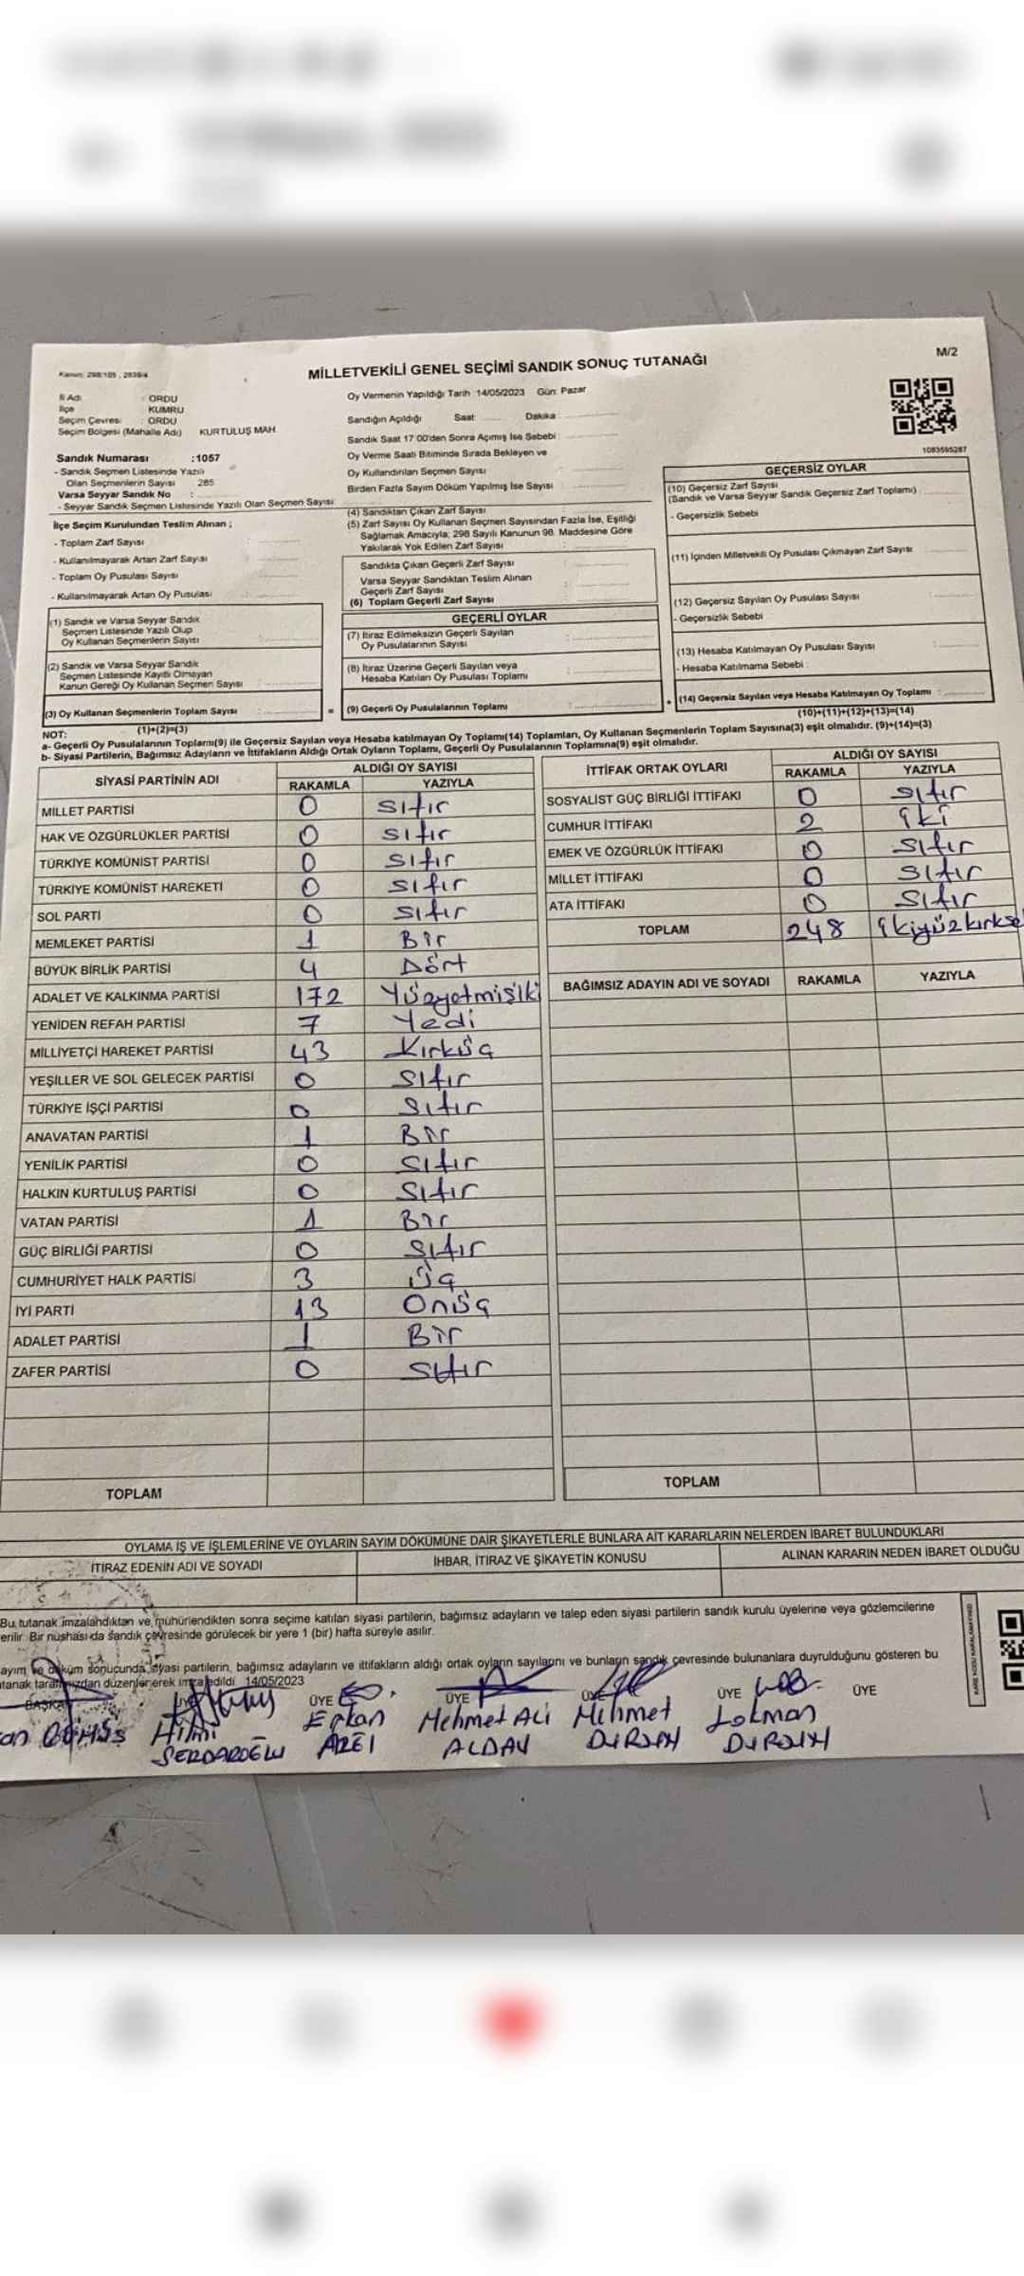 M/2
Kanun: 298/105 , 2839/4
MİLLETVEKİLİ GENEL SEÇİMİ SANDIK SONUÇ TUTANAĞI
İl Adı : ORDU
İlçe : KUMRU
Seçim Çevresi : ORDU
Seçim Bölgesi (Mahalle Adı) KURTULUŞ MAH.
Sandık Numarası :1057
- Sandık Seçmen Listesinde Yazılı
Olan Seçmenlerin Sayısı : 285
Varsa Seyyar Sandık No :
- Seyyar Sandık Seçmen Listesinde Yazılı Olan Seçmen Sayısı
İlçe Seçim Kurulundan Teslim Alınan ;
- Toplam Zarf Sayısı
- Kullanılmayarak Artan Zarf Sayısı
- Toplam Oy Pusulası Sayısı
- Kullanılmayarak Artan Oy Pusulası
(1) Sandık ve Varsa Seyyar Sandık
Seçmen Listesinde Yazılı Olup
Oy Kullanan Seçmenlerin Sayısı
(2) Sandık ve Varsa Seyyar Sandık
Seçmen Listesinde Kayıtlı Olmayan
Kanun Gereği Oy Kullanan Seçmen Sayısı
(3) Oy Kullanan Seçmenlerin Toplam Sayısı
(1)+(2)=(3)
Oy Vermenin Yapıldığı Tarih :14/05/2023 Gün: Pazar
Sandığın Açıldığı Saat: Dakika:
Sandık Saat 17:00'den Sonra Açılmış İse Sebebi :
Oy Verme Saati Bitiminde Sırada Bekleyen ve
Oy Kullandırılan Seçmen Sayısı
Birden Fazla Sayım Döküm Yapılmış İse Sayısı
(4) Sandıktan Çıkan Zarf Sayısı
(5) Zarf Sayısı Oy Kullanan Seçmen Sayısından Fazla İse, Eşitliği
Sağlamak Amacıyla; 298 Sayılı Kanunun 98. Maddesine Göre
Yakılarak Yok Edilen Zarf Sayısı
Sandıkta Çıkan Geçerli Zarf Sayısı
Varsa Seyyar Sandıktan Teslim Alınan
Geçerli Zarf Sayısı
(6) Toplam Geçerli Zarf Sayısı
GEÇERLİ OYLAR
(7) İtiraz Edilmeksizin Geçerli Sayılan
Oy Pusulalarının Sayısı
(8) İtiraz Üzerine Geçerli Sayılan veya
Hesaba Katılan Oy Pusulası Toplamı
= (9) Geçerli Oy Pusulalarının Toplamı
1083595287
GEÇERSİZ OYLAR
(10) Geçersiz Zarf Sayısı
(Sandık ve Varsa Seyyar Sandık Geçersiz Zarf Toplamı)
- Geçersizlik Sebebi
(11) İçinden Milletvekili Oy Pusulası Çıkmayan Zarf Sayısı
(12) Geçersiz Sayılan Oy Pusulası Sayısı
- Geçersizlik Sebebi
(13) Hesaba Katılmayan Oy Pusulası Sayısı
- Hesaba Katılmama Sebebi :
+ (14) Geçersiz Sayılan veya Hesaba Katılmayan Oy Toplamı
(10)+(11)+(12)+(13)=(14)
NOT:
a- Geçerli Oy Pusulalarının Toplamı(9) ile Geçersiz Sayılan veya Hesaba katılmayan Oy Toplamı(14) Toplamları, Oy Kullanan Seçmenlerin Toplam Sayısına(3) eşit olmalıdır. (9)+(14)=(3)
b- Siyasi Partilerin, Bağımsız Adayların ve İttifakların Aldığı Ortak Oyların Toplamı, Geçerli Oy Pusulalarının Toplamına(9) eşit olmalıdır.
SİYASİ PARTİNİN ADI ALDIĞI OY SAYISI
RAKAMLA YAZIYLA
MİLLET PARTİSİ 0 sıfır
HAK VE ÖZGÜRLÜKLER PARTİSİ 0 sıfır
TÜRKİYE KOMÜNİST PARTİSİ 0 sıfır
TÜRKİYE KOMÜNİST HAREKETİ 0 sıfır
SOL PARTİ 0 sıfır
MEMLEKET PARTİSİ 1 Bir
BÜYÜK BİRLİK PARTİSİ 4 Dört
ADALET VE KALKINMA PARTİSİ 172 Yüzyetmişik
YENİDEN REFAH PARTİSİ 7 Yedi
MİLLİYETÇİ HAREKET PARTİSİ 43 Kırküç
YEŞİLLER VE SOL GELECEK PARTİSİ 0 sıfır
TÜRKİYE İŞÇİ PARTİSİ 0 sıfır
ANAVATAN PARTİSİ 1 Bir
YENİLİK PARTİSİ 0 sıfır
HALKIN KURTULUŞ PARTİSİ 0 sıfır
VATAN PARTİSİ 1 Bir
GÜÇ BİRLİĞİ PARTİSİ 0 sıfır
CUMHURİYET HALK PARTİSİ 3 Üç
İYİ PARTİ 13 Onüç
ADALET PARTİSİ 1 Bir
ZAFER PARTİSİ 0 sıfır
TOPLAM
İTTİFAK ORTAK OYLARI ALDIĞI OY SAYISI
RAKAMLA YAZIYLA
SOSYALİST GÜÇ BİRLİĞİ İTTİFAKI 0 sıfır
CUMHUR İTTİFAKI 2 iki
EMEK VE ÖZGÜRLÜK İTTİFAKI 0 sıfır
MİLLET İTTİFAKI 0 sıfır
ATA İTTİFAKI 0 sıfır
TOPLAM 248 ikiyüzkırkse
BAĞIMSIZ ADAYIN ADI VE SOYADI RAKAMLA YAZIYLA
TOPLAM
OYLAMA İŞ VE İŞLEMLERİNE VE OYLARIN SAYIM DÖKÜMÜNE DAİR ŞİKAYETLERLE BUNLARA AİT KARARLARIN NELERDEN İBARET BULUNDUKLARI
İTİRAZ EDENİN ADI VE SOYADI İHBAR, İTİRAZ VE ŞİKAYETİN KONUSU ALINAN KARARIN NEDEN İBARET OLDUĞU
Bu tutanak imzalandıktan ve mühürlendikten sonra seçime katılan siyasi partilerin, bağımsız adayların ve talep eden siyasi partilerin sandık kurulu üyelerine veya gözlemcilerine
erilir. Bir nüshası da sandık çevresinde görülecek bir yere 1 (bir) hafta süreyle asılır.
ayım ve döküm sonucunda siyasi partilerin, bağımsız adayların ve ittifakların aldığı ortak oyların sayılarını ve bunların sandık çevresinde bulunanlara duyrulduğunu gösteren bu
utanak tarafımızdan düzenlenerek imza edildi. 14/05/2023
BAŞKAN ÜYE ÜYE ÜYE ÜYE ÜYE
Hilmi Erkan Mehmet Ali Mehmet Lokman
SERDAROĞLU ALDAV DURSUN DURSUN